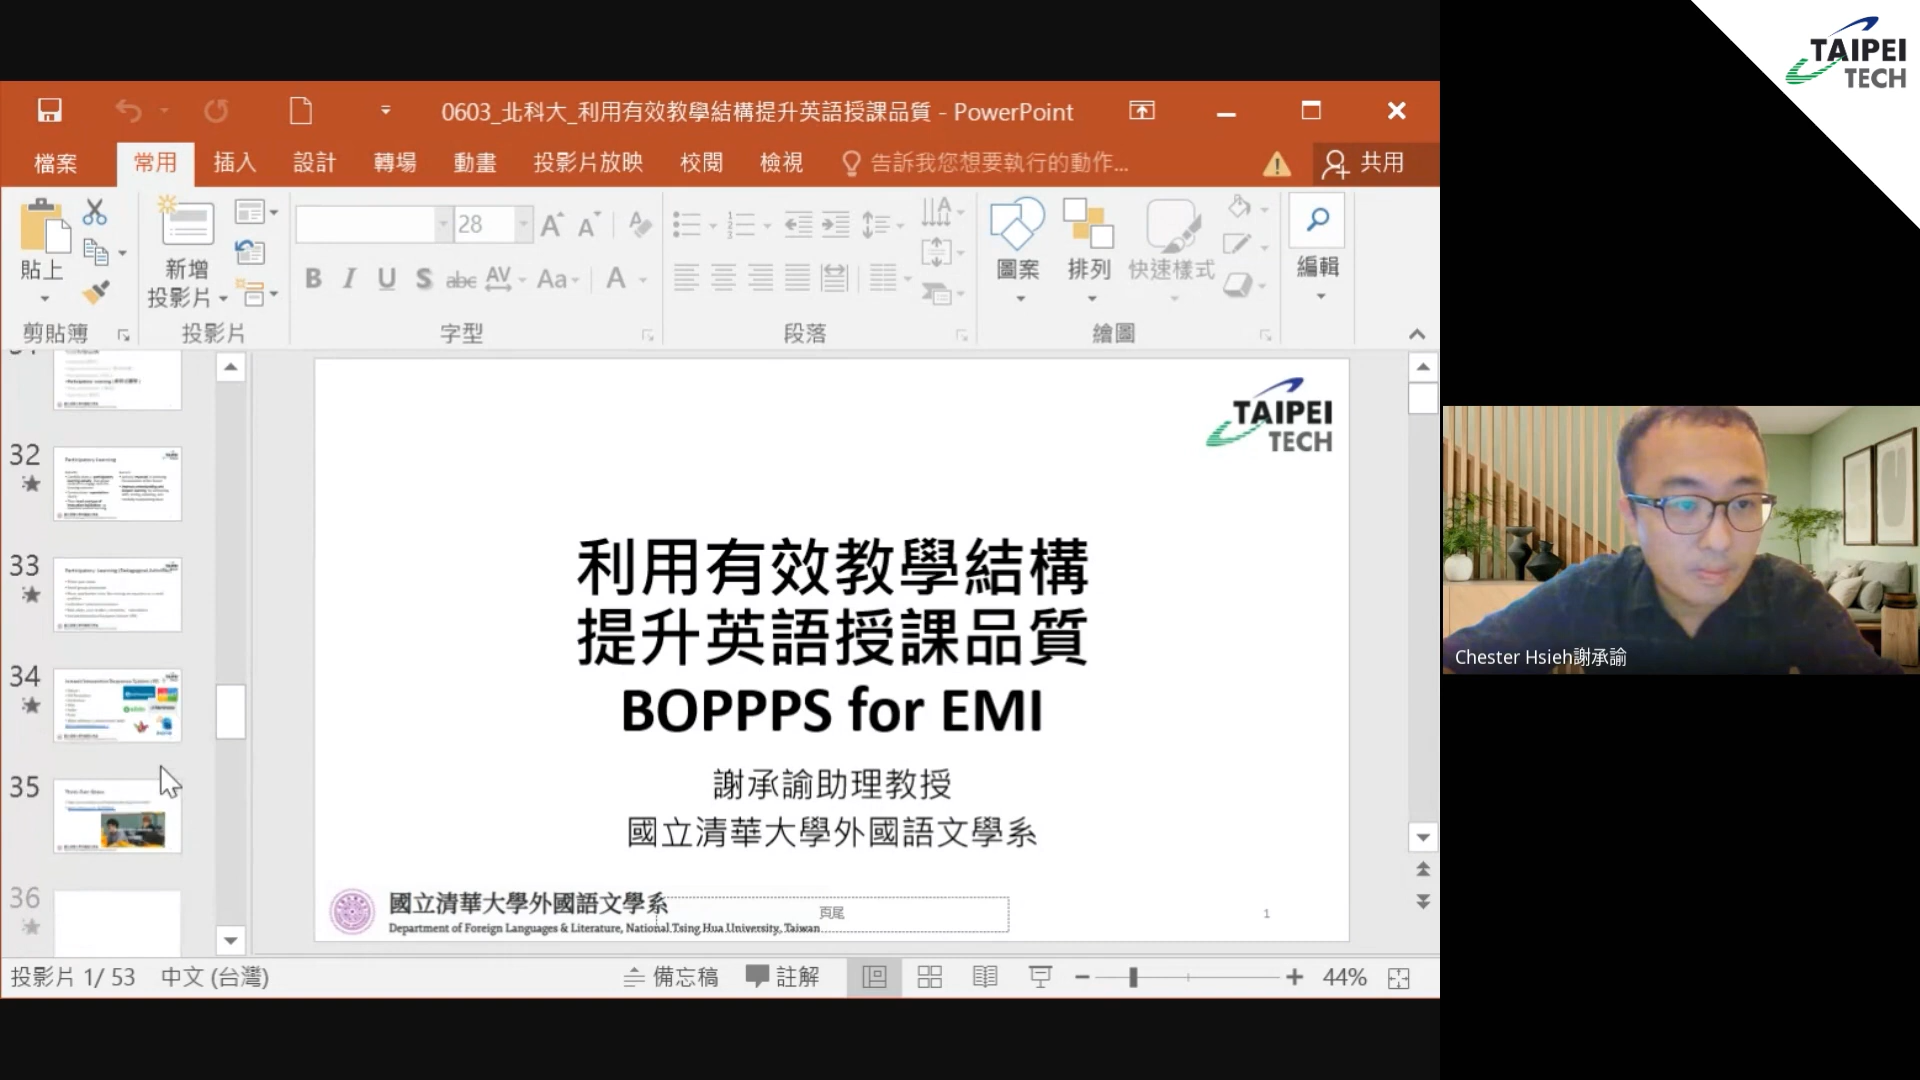 TAIPEI
TECH
0603_北科大_利用有效教學結構提升英語授課品質 - PowerPoint
檔案 常用 插入 設計 轉場 動畫 投影片放映 校閱 檢視 告訴我您想要執行的動作... 共用
貼上
新增
投影片
28
B I U S abc AV Aa A
圖案 排列 快速樣式 編輯
剪貼簿 投影片 字型 段落 繪圖
32
Participatory Learning
33
34
35
Think-Pair-Share
36
TAIPEI
TECH
利用有效教學結構
提升英語授課品質
BOPPPS for EMI
謝承諭助理教授
國立清華大學外國語文學系
國立清華大學外國語文學系
Department of Foreign Languages & Literature, National Tsing Hua University, Taiwan
頁尾
1
Chester Hsieh謝承諭
投影片 1/ 53 中文 (台灣) 備忘稿 註解 44%